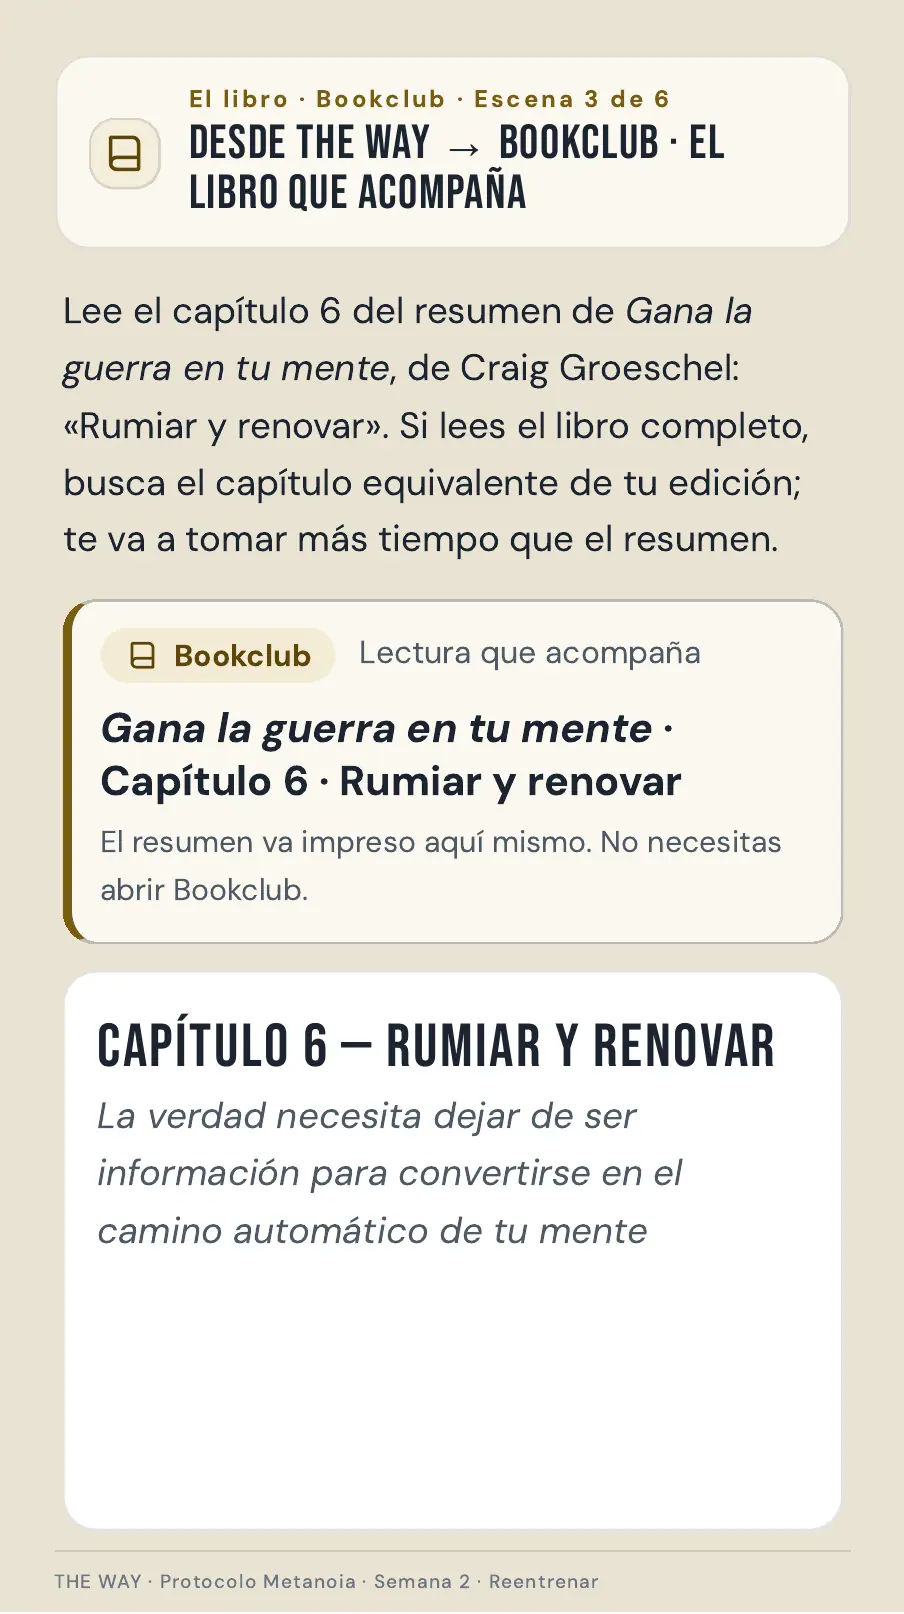 El libro · Bookclub · Escena 3 de 6
DESDE THE WAY → BOOKCLUB · EL
LIBRO QUE ACOMPAÑA
Lee el capítulo 6 del resumen de Gana la
guerra en tu mente, de Craig Groeschel:
«Rumiar y renovar». Si lees el libro completo,
busca el capítulo equivalente de tu edición;
te va a tomar más tiempo que el resumen.
Bookclub Lectura que acompaña
Gana la guerra en tu mente ·
Capítulo 6 · Rumiar y renovar
El resumen va impreso aquí mismo. No necesitas
abrir Bookclub.
CAPÍTULO 6 — RUMIAR Y RENOVAR
La verdad necesita dejar de ser
información para convertirse en el
camino automático de tu mente
THE WAY · Protocolo Metanoia · Semana 2 · Reentrenar